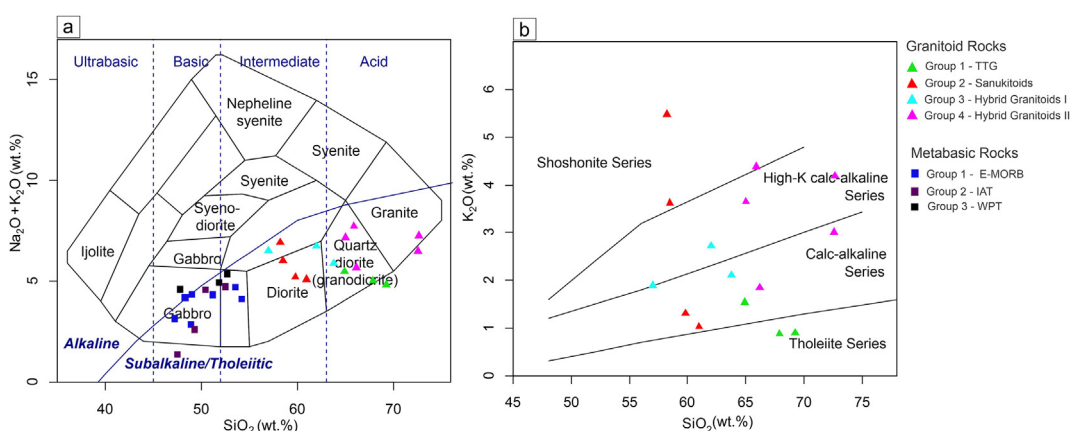 a
Ultrabasic
Basic
Intermediate
Acid
Nepheline
syenite
Syenite
Syenite
Syeno-
diorite
Granite
Ijolite
Gabbro
Quartz
diorite
(granodiorite)
Diorite
Gabbro
Alkaline
Subalkaline/Tholeiitic
Na₂O+K₂O (wt.%)
0
5
10
15
40
50
60
70
SiO₂(wt.%)
b
Shoshonite Series
High-K calc-alkaline
Series
Calc-alkaline
Series
Tholeiite Series
K₂O(wt.%)
0
1
2
3
4
5
6
45
50
55
60
65
70
75
SiO₂(wt.%)
Granitoid Rocks
Group 1 - TTG
Group 2 - Sanukitoids
Group 3 - Hybrid Granitoids I
Group 4 - Hybrid Granitoids II
Metabasic Rocks
Group 1 - E-MORB
Group 2 - IAT
Group 3 - WPT